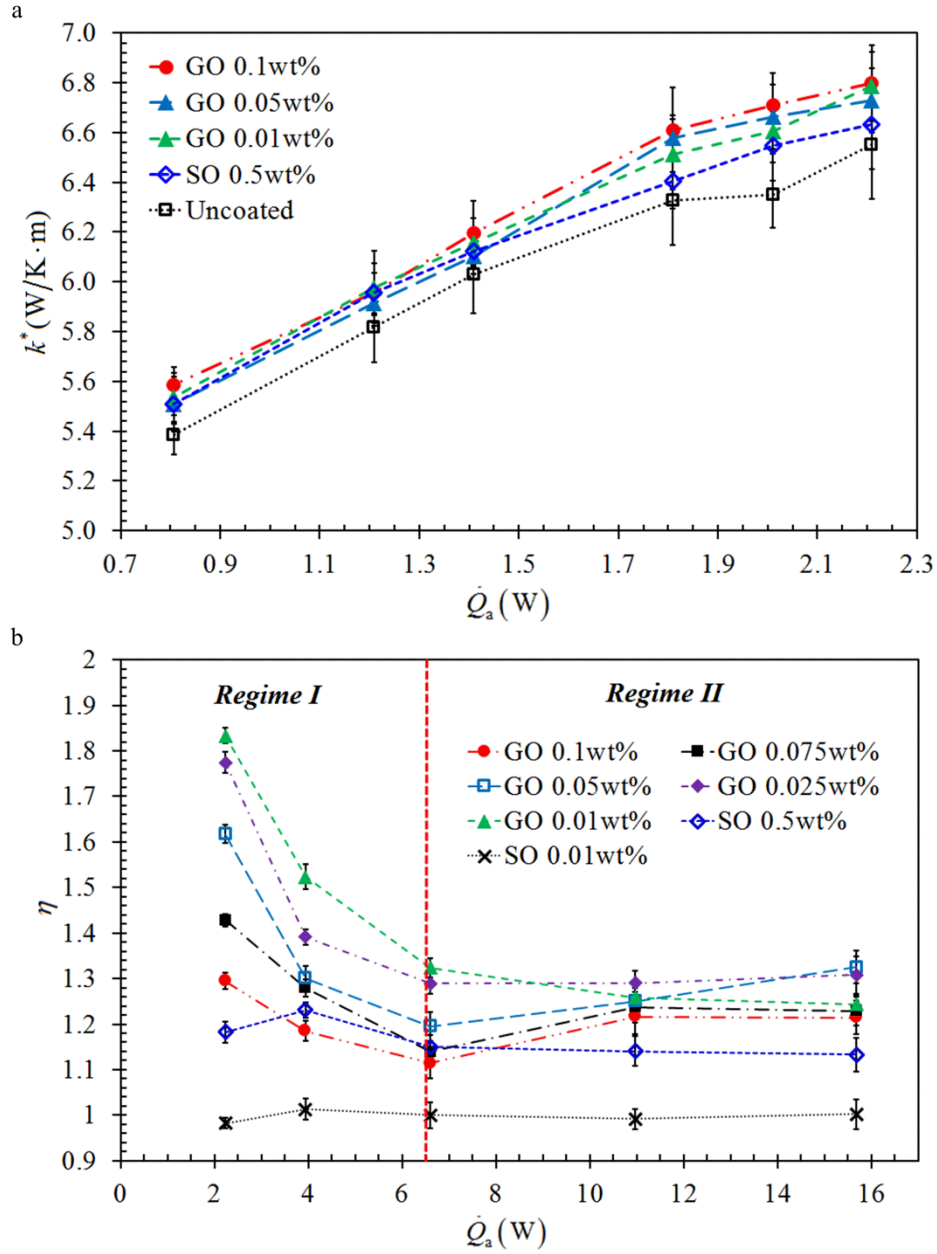 a
7.0
6.8
6.6
6.4
6.2
6.0
5.8
5.6
5.4
5.2
5.0
k* (W/K·m)
GO 0.1wt%
GO 0.05wt%
GO 0.01wt%
SO 0.5wt%
Uncoated
0.7 0.9 1.1 1.3 1.5 1.7 1.9 2.1 2.3
Q̇a (W)
b
2
1.9
1.8
1.7
1.6
1.5
1.4
1.3
1.2
1.1
1
0.9
η
Regime I Regime II
GO 0.1wt% GO 0.075wt%
GO 0.05wt% GO 0.025wt%
GO 0.01wt% SO 0.5wt%
SO 0.01wt%
0 2 4 6 8 10 12 14 16
Q̇a (W)